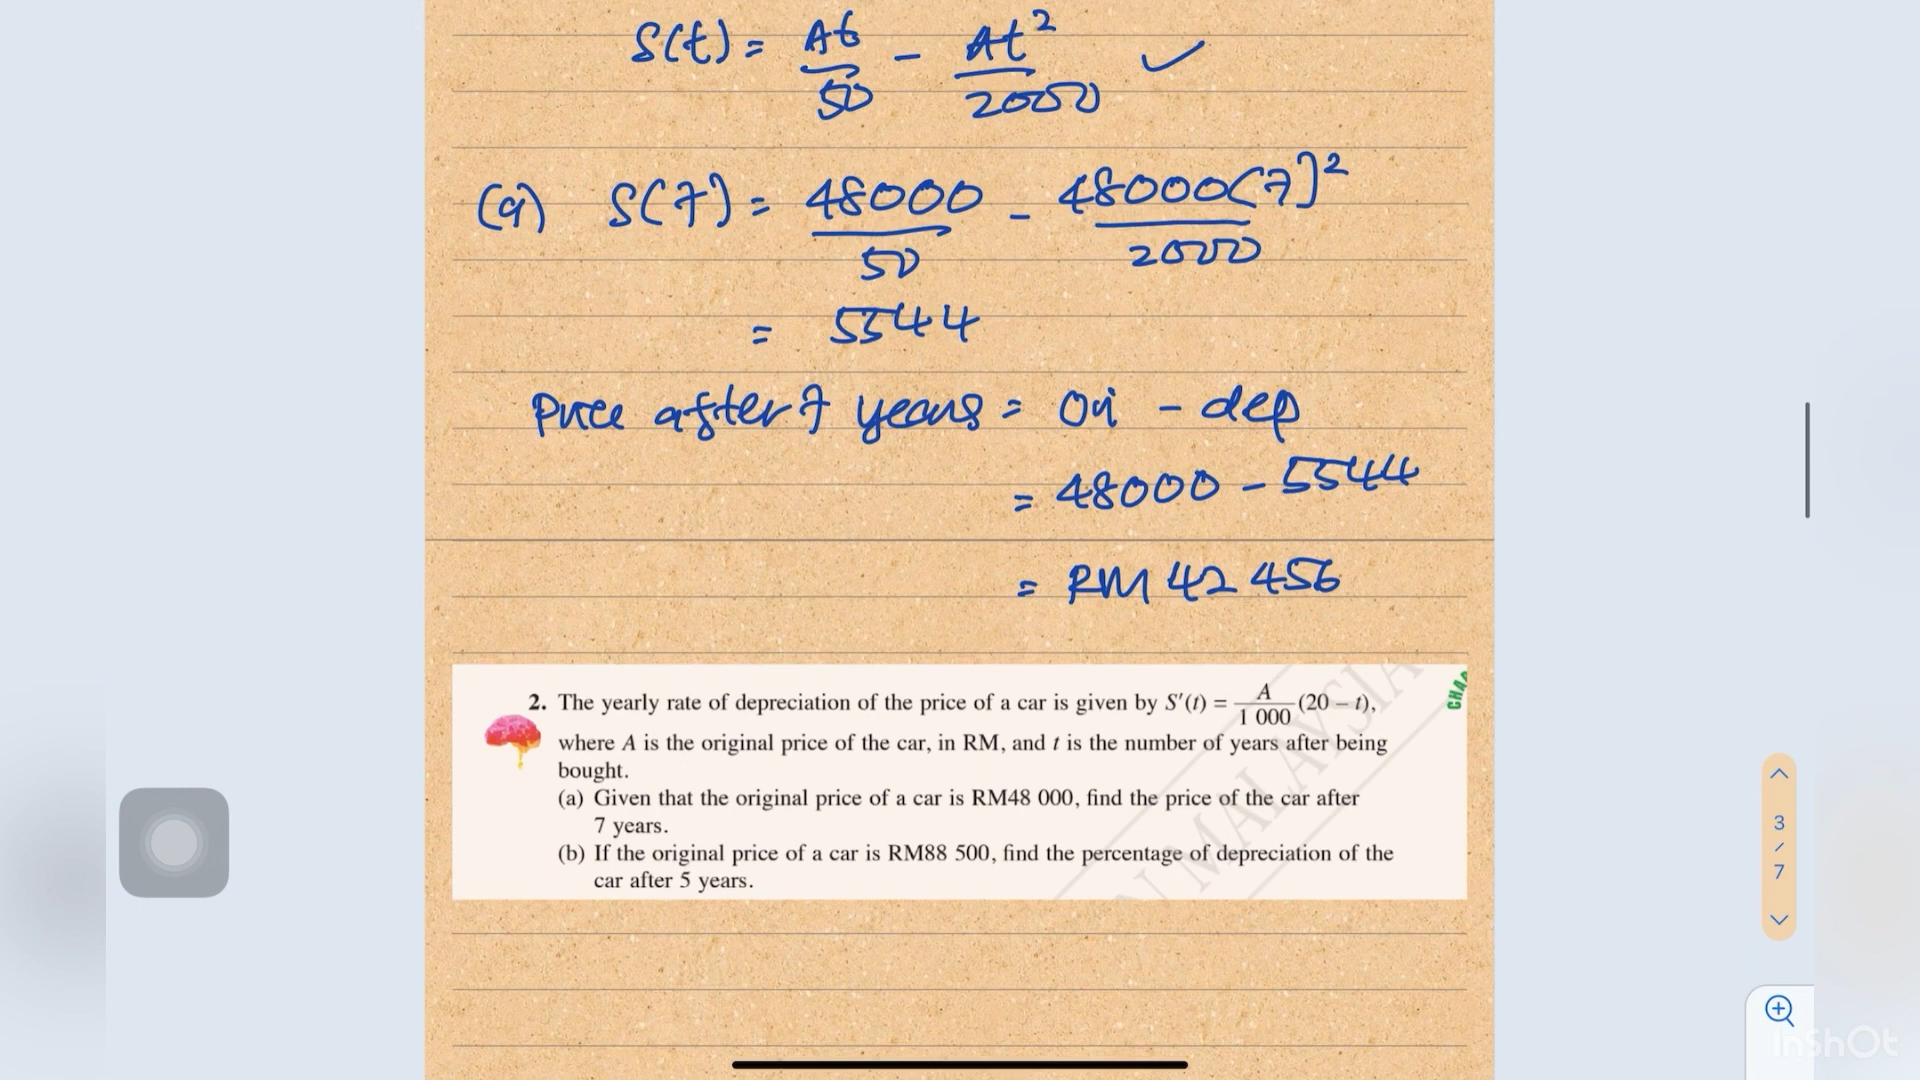 S(t) = At/50 - At²/2000 ✓
(a) S(7) = 48000/50 - 48000(7)²/2000
= 5544
Price after 7 years = Ori - dep
= 48000 - 5544
= RM 42 456
CHAP
2. The yearly rate of depreciation of the price of a car is given by S′(t) = A/1 000 (20 – t),
where A is the original price of the car, in RM, and t is the number of years after being
bought.
(a) Given that the original price of a car is RM48 000, find the price of the car after
7 years.
(b) If the original price of a car is RM88 500, find the percentage of depreciation of the
car after 5 years.
N MALAYSIA
3
/
7
InShOt